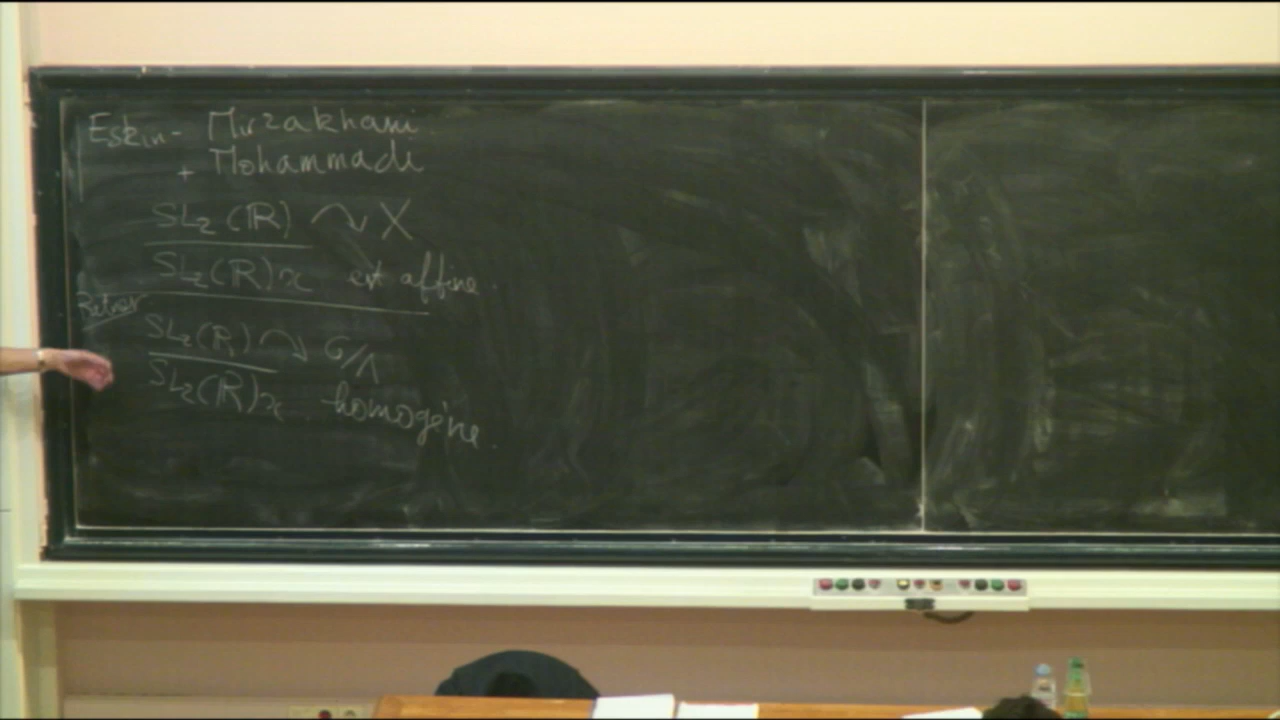 Eskin - Mirzakhani
+ Mohammadi
SL₂(ℝ) ↷ X
SL₂(ℝ)x est affine.
Ratner
SL₂(ℝ) ↷ G/Λ
SL₂(ℝ)x homogène.